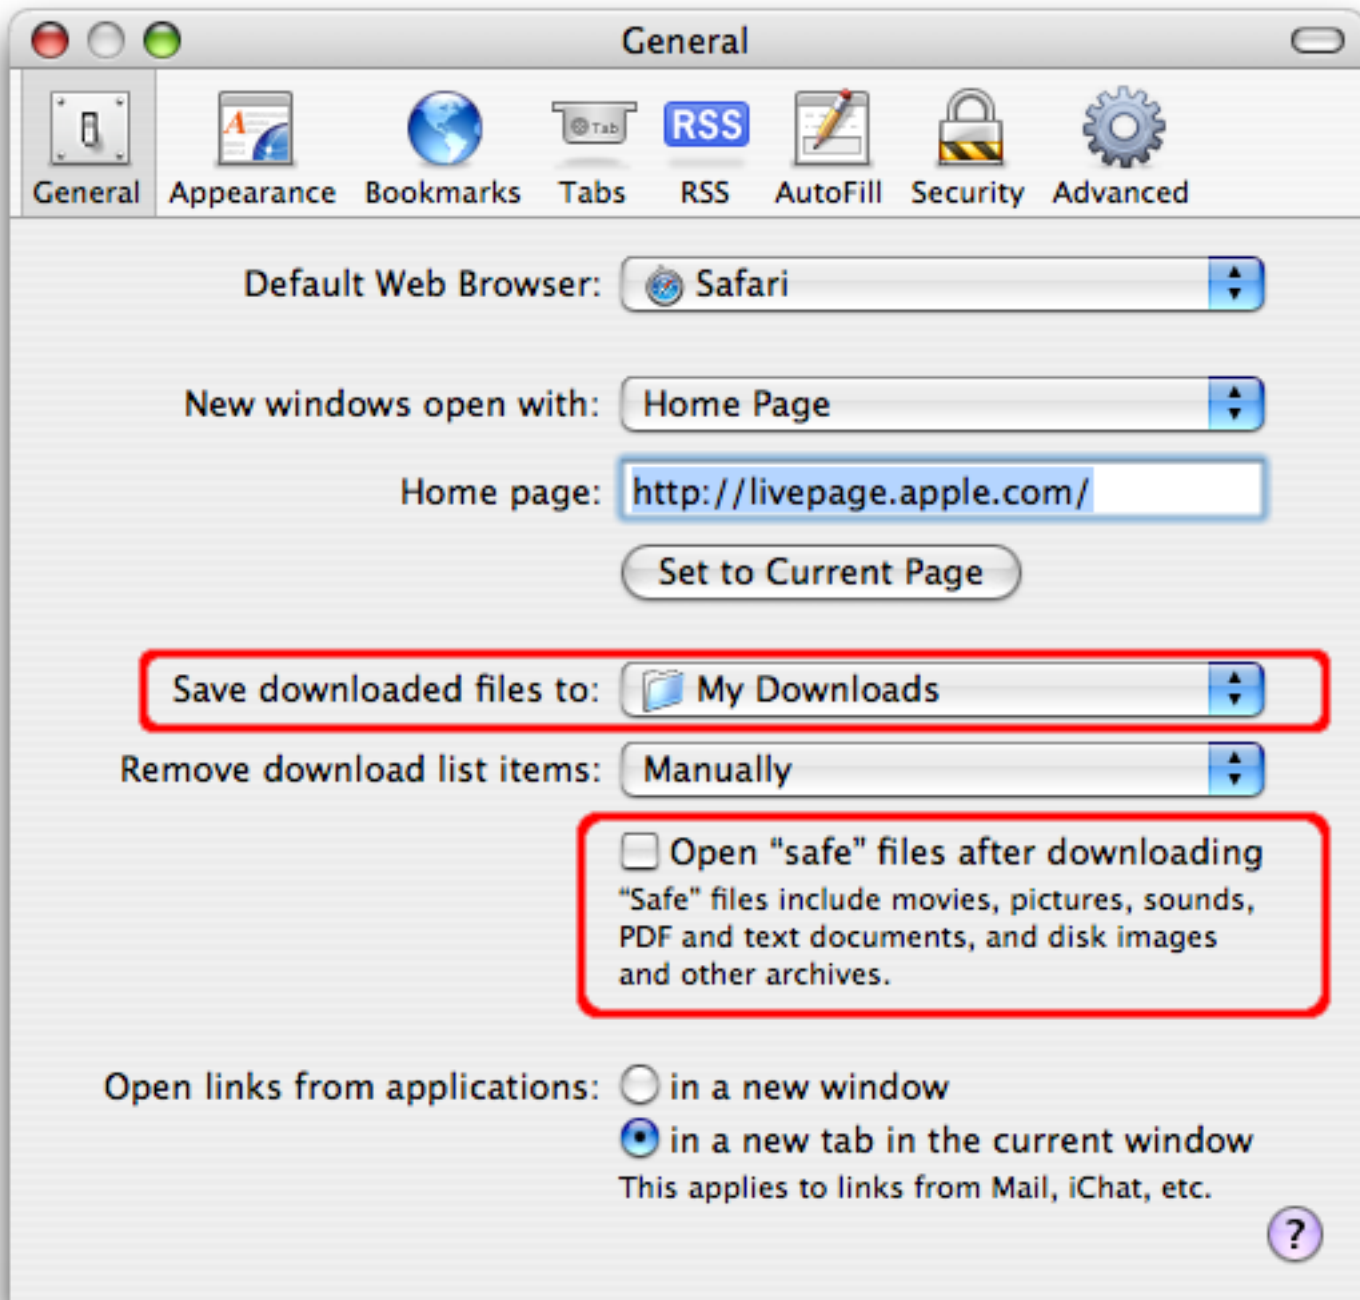 General
General Appearance Bookmarks Tabs RSS AutoFill Security Advanced
A
Tab
RSS
Default Web Browser: Safari
New windows open with: Home Page
Home page: http://livepage.apple.com/
Set to Current Page
Save downloaded files to: My Downloads
Remove download list items: Manually
Open “safe” files after downloading
“Safe” files include movies, pictures, sounds,
PDF and text documents, and disk images
and other archives.
Open links from applications: in a new window
in a new tab in the current window
This applies to links from Mail, iChat, etc.
?